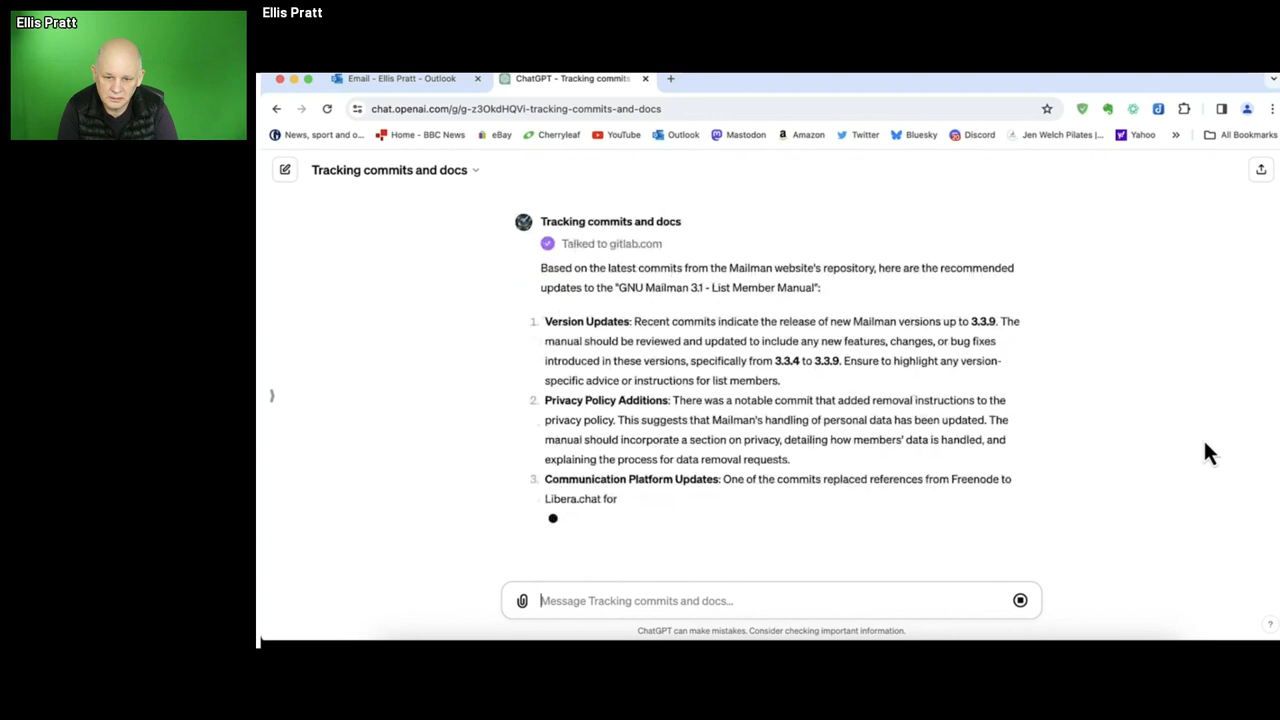 Ellis Pratt
Ellis Pratt
Email - Ellis Pratt - Outlook
ChatGPT - Tracking commits
chat.openai.com/g/g-z3OkdHQVi-tracking-commits-and-docs
News, sport and o... Home - BBC News eBay Cherryleaf YouTube Outlook Mastodon Amazon Twitter Bluesky Discord Jen Welch Pilates |... Yahoo » All Bookmarks
Tracking commits and docs
Tracking commits and docs
Talked to gitlab.com
Based on the latest commits from the Mailman website's repository, here are the recommended
updates to the "GNU Mailman 3.1 - List Member Manual":
1. Version Updates: Recent commits indicate the release of new Mailman versions up to 3.3.9. The
manual should be reviewed and updated to include any new features, changes, or bug fixes
introduced in these versions, specifically from 3.3.4 to 3.3.9. Ensure to highlight any version-
specific advice or instructions for list members.
2. Privacy Policy Additions: There was a notable commit that added removal instructions to the
privacy policy. This suggests that Mailman's handling of personal data has been updated. The
manual should incorporate a section on privacy, detailing how members' data is handled, and
explaining the process for data removal requests.
3. Communication Platform Updates: One of the commits replaced references from Freenode to
Libera.chat for
Message Tracking commits and docs...
ChatGPT can make mistakes. Consider checking important information.
?